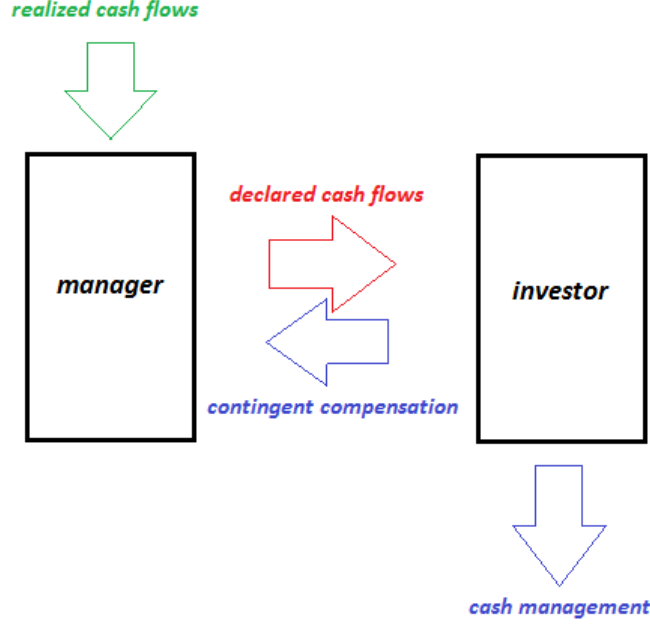 realized cash flows
declared cash flows
manager
investor
contingent compensation
cash management